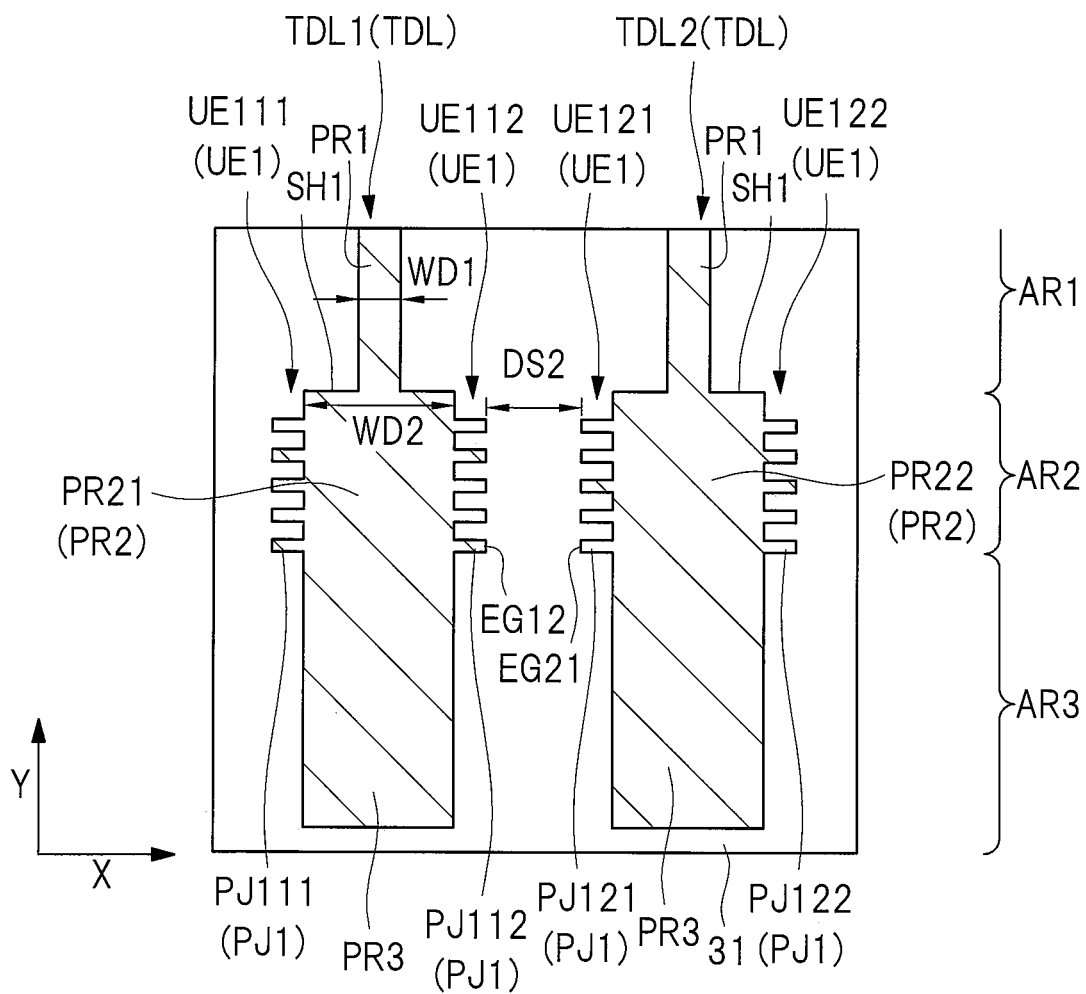 TDL1(TDL)
TDL2(TDL)
UE111
(UE1)
PR1
SH1
UE112
(UE1)
UE121
(UE1)
PR1
SH1
UE122
(UE1)
WD1
AR1
DS2
WD2
PR21
(PR2)
PR22
(PR2)
AR2
EG12
EG21
AR3
Y
X
PJ111
(PJ1)
PR3
PJ112
(PJ1)
PJ121
(PJ1)
PR3
31
PJ122
(PJ1)